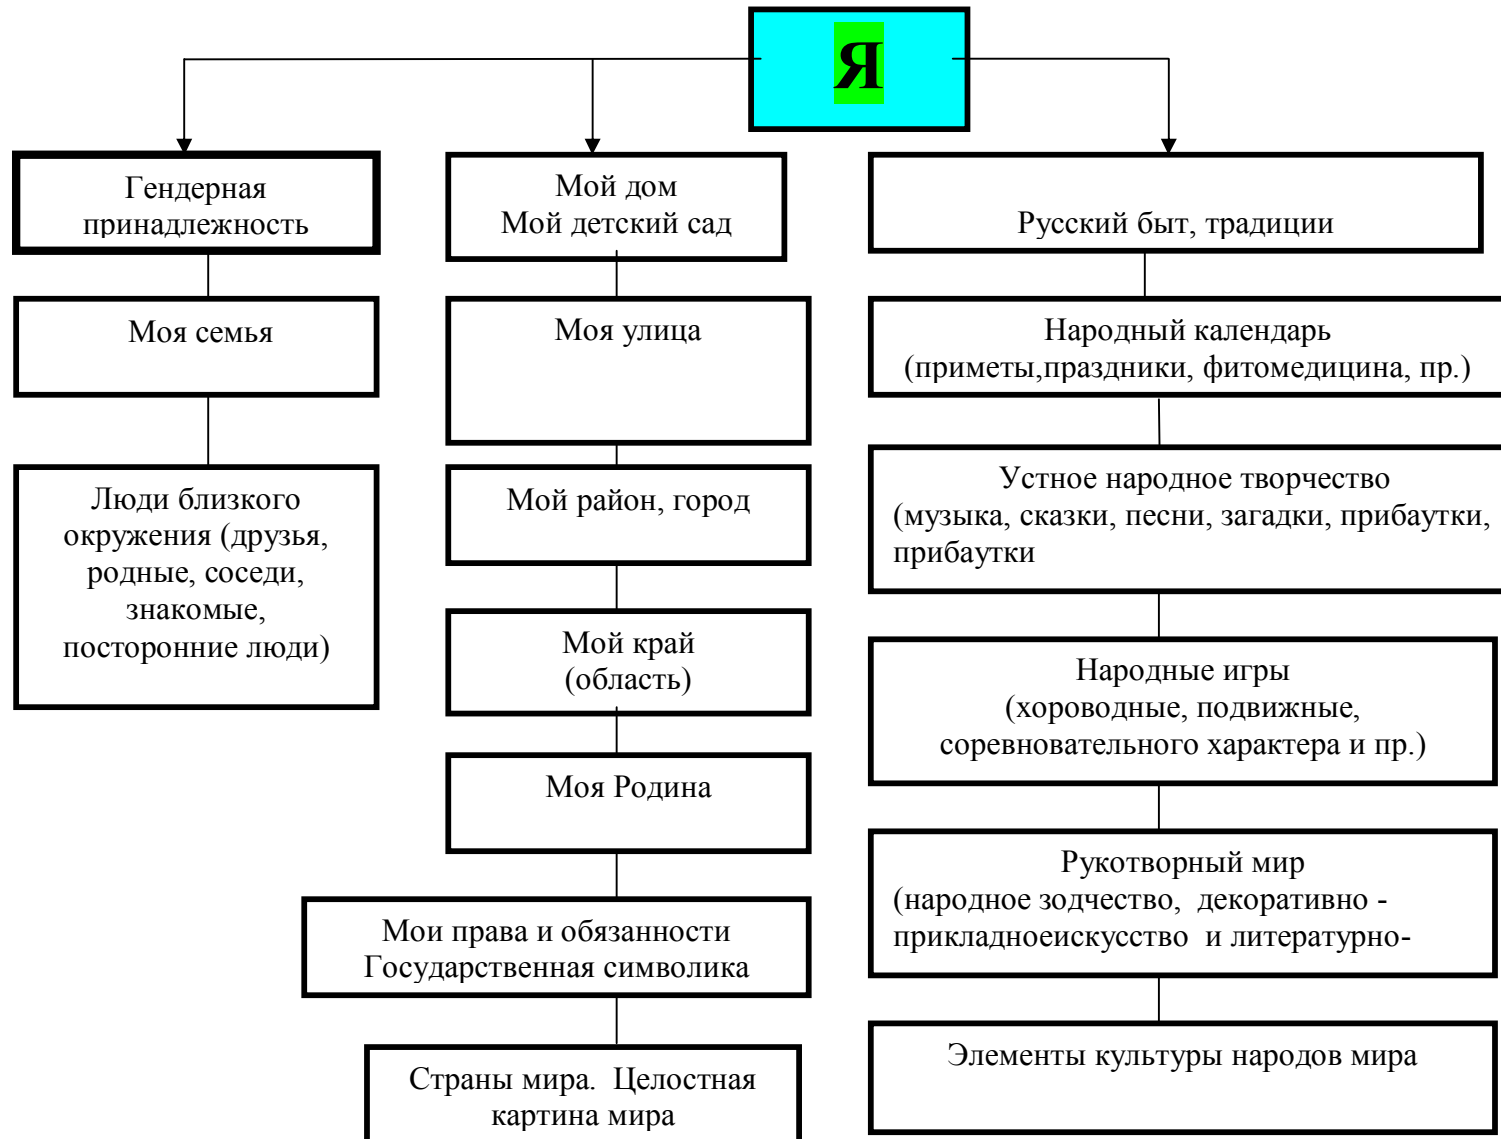 Я
Гендерная
принадлежность
Моя семья
Люди близкого
окружения (друзья,
родные, соседи,
знакомые,
посторонние люди)
Мой дом
Мой детский сад
Моя улица
Мой район, город
Мой край
(область)
Моя Родина
Мои права и обязанности
Государственная символика
Страны мира. Целостная
картина мира
Русский быт, традиции
Народный календарь
(приметы,праздники, фитомедицина, пр.)
Устное народное творчество
(музыка, сказки, песни, загадки, прибаутки,
прибаутки
Народные игры
(хороводные, подвижные,
соревновательного характера и пр.)
Рукотворный мир
(народное зодчество, декоративно -
прикладноеискусство и литературно-
Элементы культуры народов мира